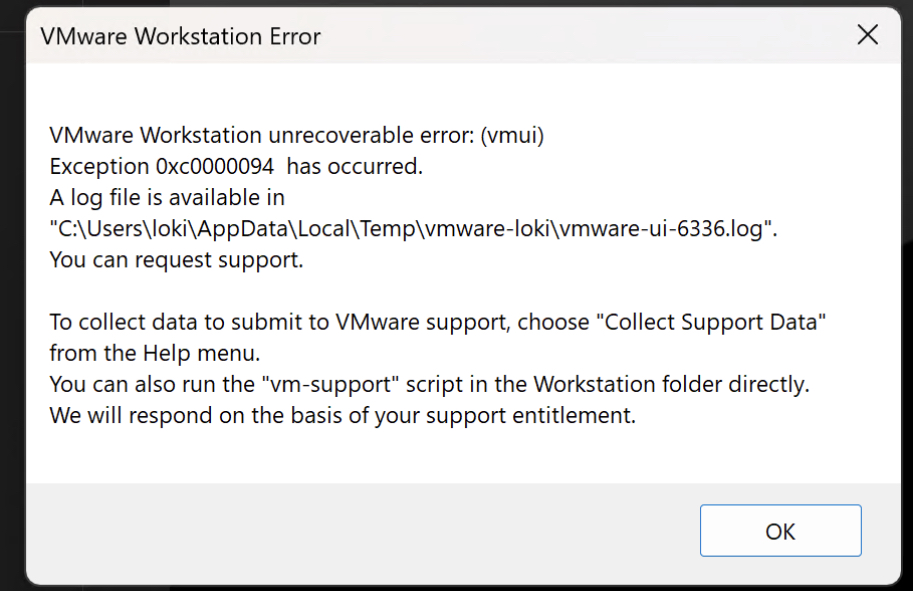 VMware Workstation Error
VMware Workstation unrecoverable error: (vmui)
Exception 0xc0000094  has occurred.
A log file is available in
"C:\Users\loki\AppData\Local\Temp\vmware-loki\vmware-ui-6336.log".
You can request support.
To collect data to submit to VMware support, choose "Collect Support Data"
from the Help menu.
You can also run the "vm-support" script in the Workstation folder directly.
We will respond on the basis of your support entitlement.
OK